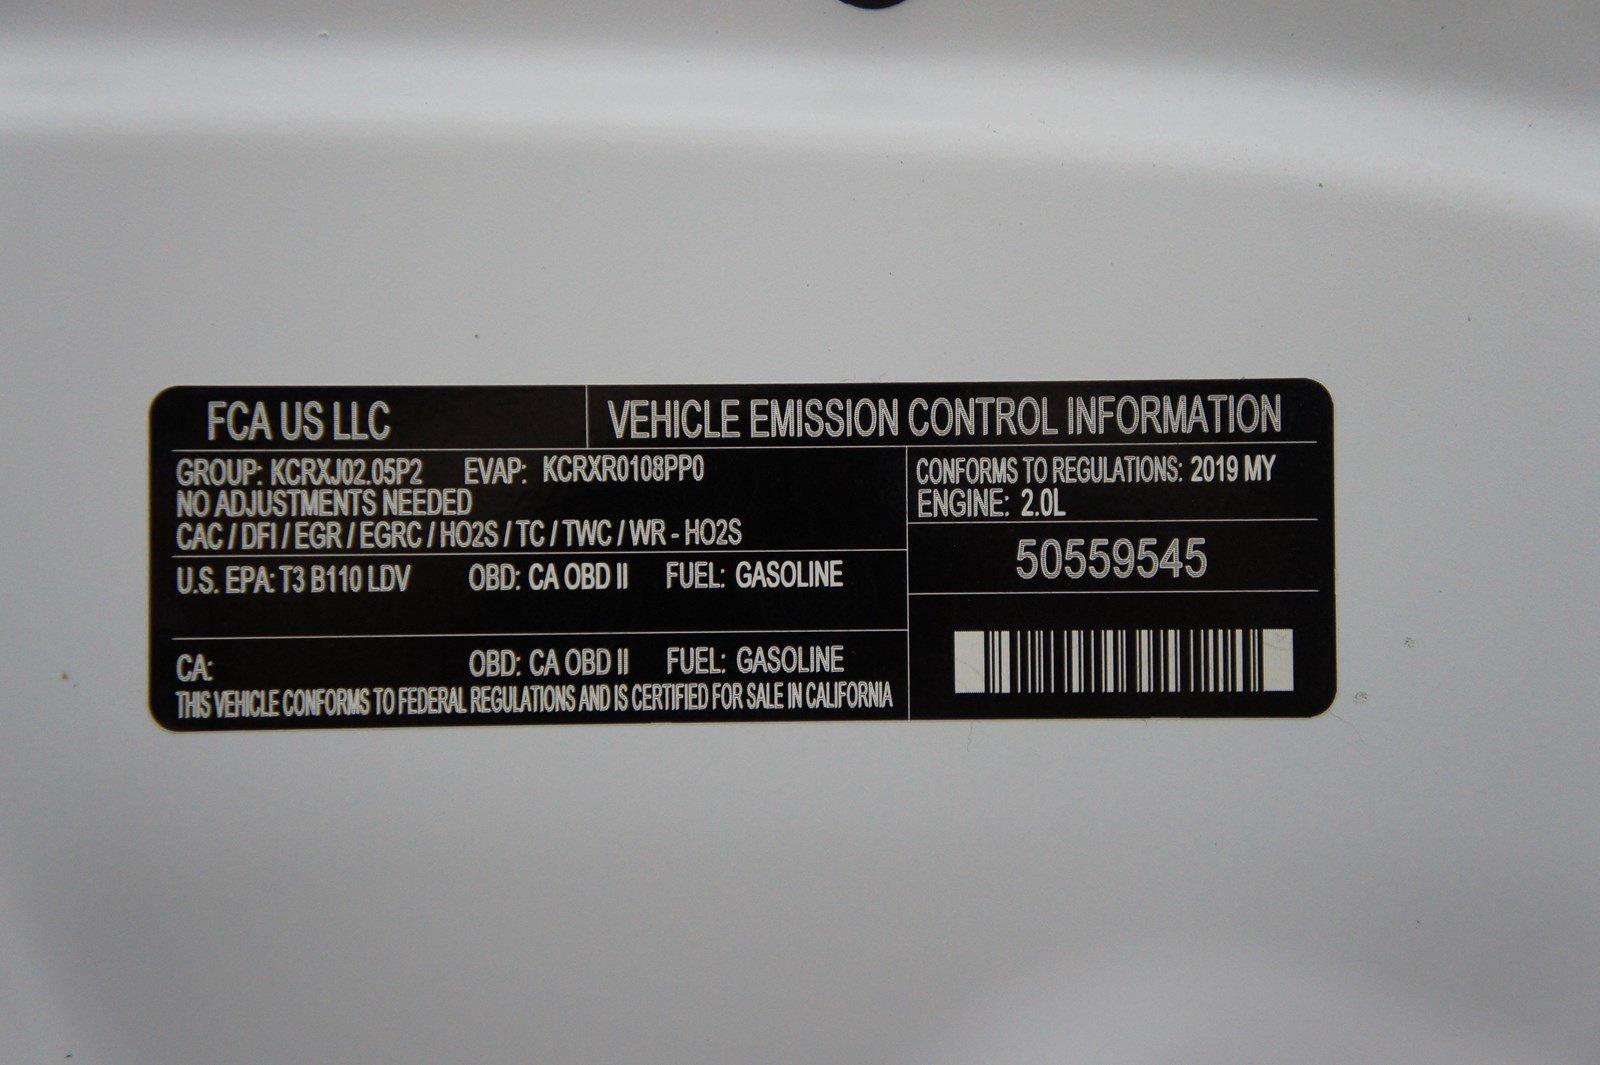 FCA US LLC
VEHICLE EMISSION CONTROL INFORMATION
GROUP: KCRXJ02.05P2 EVAP: KCRXR0108PP0
NO ADJUSTMENTS NEEDED
CAC / DFI / EGR / EGRC / HO2S / TC / TWC / WR - HO2S
U.S. EPA: T3 B110 LDV OBD: CA OBD II FUEL: GASOLINE
CA: OBD: CA OBD II FUEL: GASOLINE
THIS VEHICLE CONFORMS TO FEDERAL REGULATIONS AND IS CERTIFIED FOR SALE IN CALIFORNIA
CONFORMS TO REGULATIONS: 2019 MY
ENGINE: 2.0L
50559545